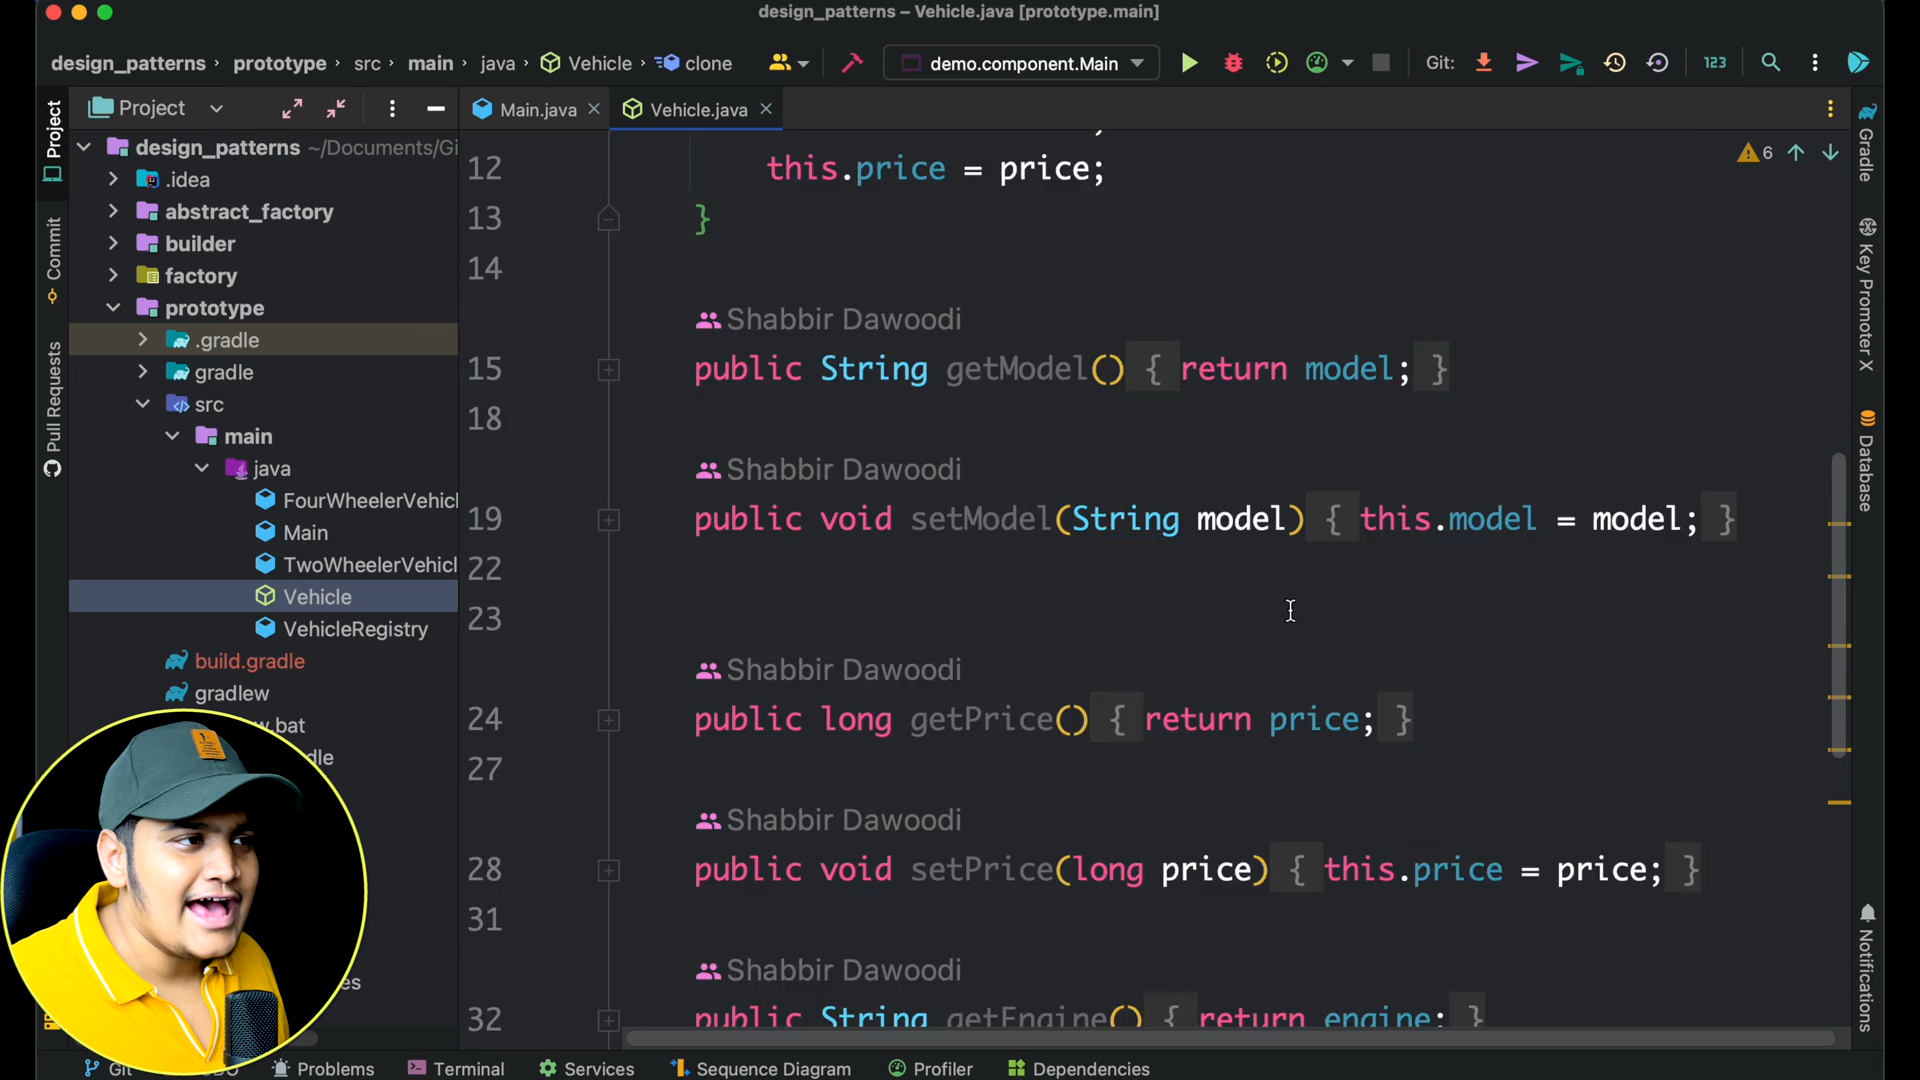 design_patterns – Vehicle.java [prototype.main]
design_patterns › prototype › src › main › java › Vehicle › clone
demo.component.Main
Git:
123
Project
Main.java
Vehicle.java
Project
Commit
Pull Requests
design_patterns ~/Documents/Gi
.idea
abstract_factory
builder
factory
prototype
.gradle
gradle
src
main
java
FourWheelerVehicl
Main
TwoWheelerVehicl
Vehicle
VehicleRegistry
build.gradle
gradlew
.bat
6
12 this.price = price;
13 }
14
Shabbir Dawoodi
15 public String getModel() { return model; }
18
Shabbir Dawoodi
19 public void setModel(String model) { this.model = model; }
22
23
Shabbir Dawoodi
24 public long getPrice() { return price; }
27
Shabbir Dawoodi
28 public void setPrice(long price) { this.price = price; }
31
Shabbir Dawoodi
32 public String getEngine() { return engine; }
Gradle
Key Promoter X
Database
Notifications
Git
Problems
Terminal
Services
Sequence Diagram
Profiler
Dependencies